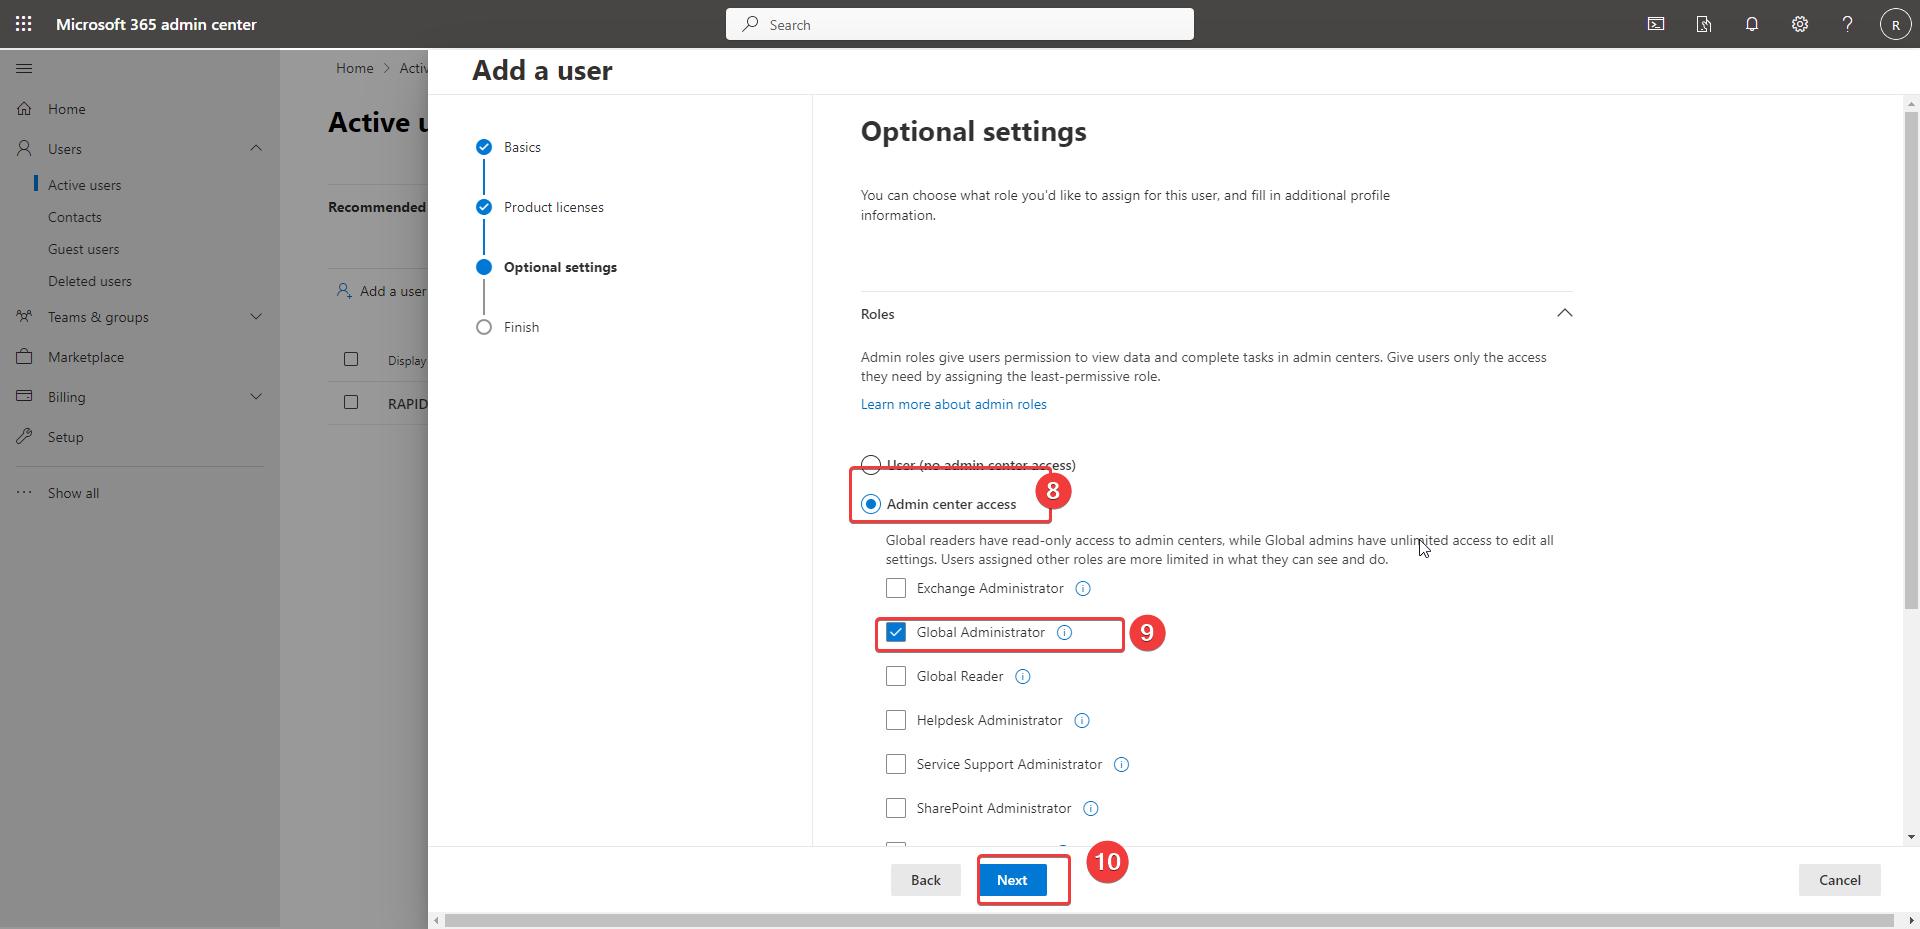 Microsoft 365 admin center
Search
R
Home
Users
Active users
Contacts
Guest users
Deleted users
Teams & groups
Marketplace
Billing
Setup
Show all
Home > Activ
Active u
Recommended
Add a user
Display
RAPID
Add a user
Basics
Product licenses
Optional settings
Finish
Optional settings
You can choose what role you'd like to assign for this user, and fill in additional profile
information.
Roles
Admin roles give users permission to view data and complete tasks in admin centers. Give users only the access
they need by assigning the least-permissive role.
Learn more about admin roles
User (no admin center access)
8
Admin center access
Global readers have read-only access to admin centers, while Global admins have unlimited access to edit all
settings. Users assigned other roles are more limited in what they can see and do.
Exchange Administrator
Global Administrator
9
Global Reader
Helpdesk Administrator
Service Support Administrator
SharePoint Administrator
Back
Next
10
Cancel